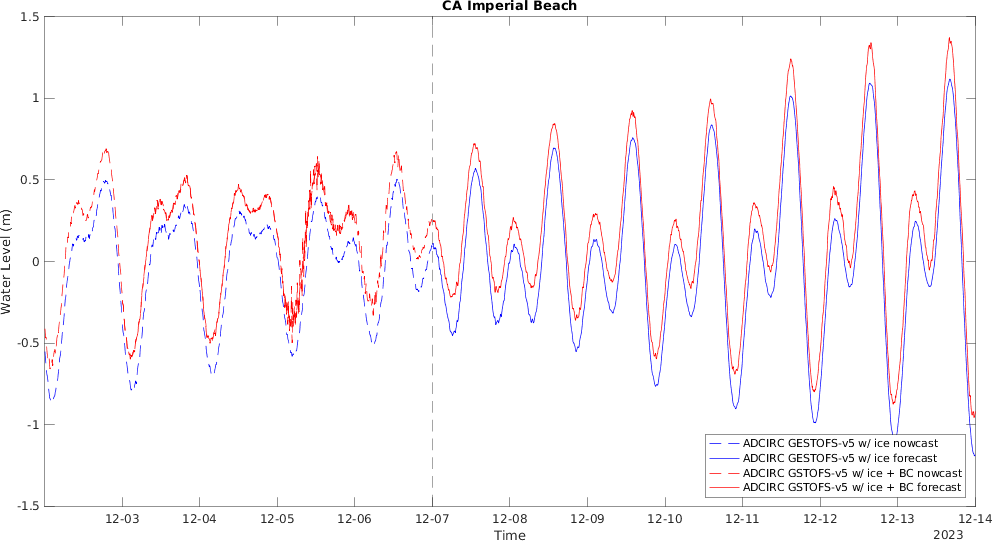 CA Imperial Beach
1.5
1
0.5
0
-0.5
-1
-1.5
Water Level (m)
12-03
12-04
12-05
12-06
12-07
12-08
12-09
12-10
12-11
12-12
12-13
12-14
Time
2023
ADCIRC GESTOFS-v5 w/ ice nowcast
ADCIRC GESTOFS-v5 w/ ice forecast
ADCIRC GSTOFS-v5 w/ ice + BC nowcast
ADCIRC GSTOFS-v5 w/ ice + BC forecast